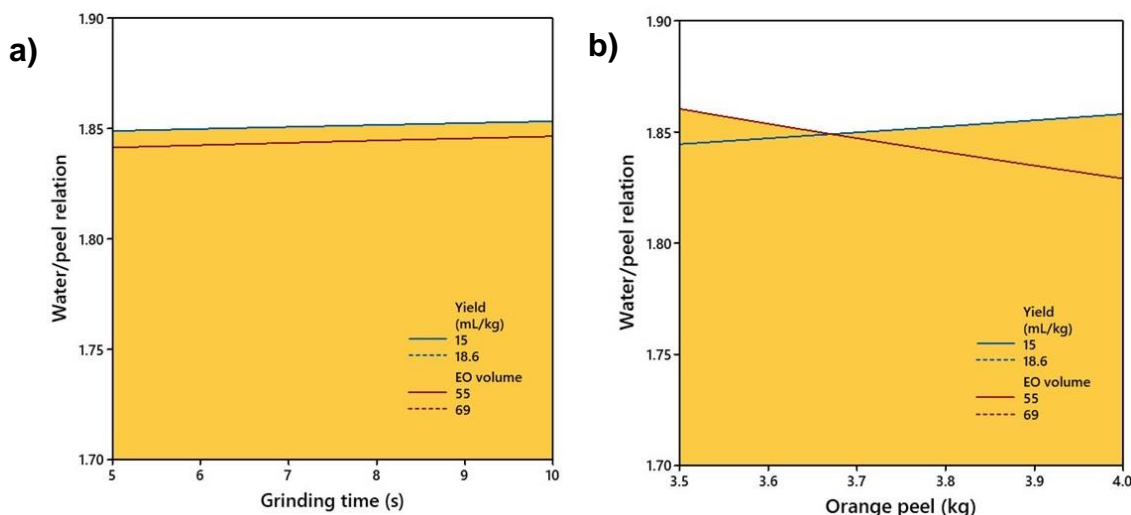 a)
1.90
1.85
1.80
1.75
1.70
Water/peel relation
5 6 7 8 9 10
Grinding time (s)
Yield
(mL/kg)
15
18.6
EO volume
55
69
b)
1.90
1.85
1.80
1.75
1.70
Water/peel relation
3.5 3.6 3.7 3.8 3.9 4.0
Orange peel (kg)
Yield
(mL/kg)
15
18.6
EO volume
55
69